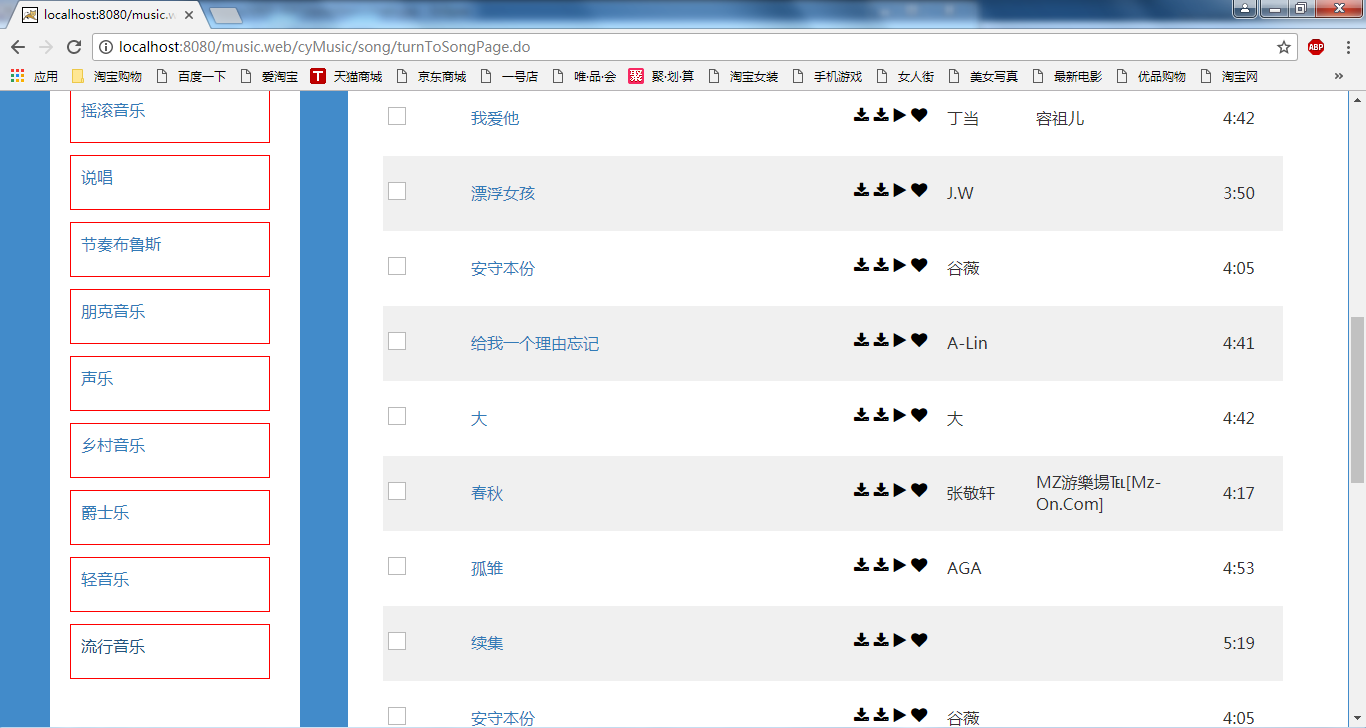 localhost:8080/music.w
localhost:8080/music.web/cyMusic/song/turnToSongPage.do
ABP
应用 淘宝购物 百度一下 爱淘宝 T 天猫商城 京东商城 一号店 唯·品·会 聚 聚·划·算 淘宝女装 手机游戏 女人街 美女写真 最新电影 优品购物 淘宝网 »
摇滚音乐
说唱
节奏布鲁斯
朋克音乐
声乐
乡村音乐
爵士乐
轻音乐
流行音乐
我爱他 丁当 容祖儿 4:42
漂浮女孩 J.W 3:50
安守本份 谷薇 4:05
给我一个理由忘记 A-Lin 4:41
大 大 4:42
春秋 张敬轩 MZ游樂場℡[Mz-
On.Com] 4:17
孤雏 AGA 4:53
续集 5:19
安守本份 谷薇 4:05